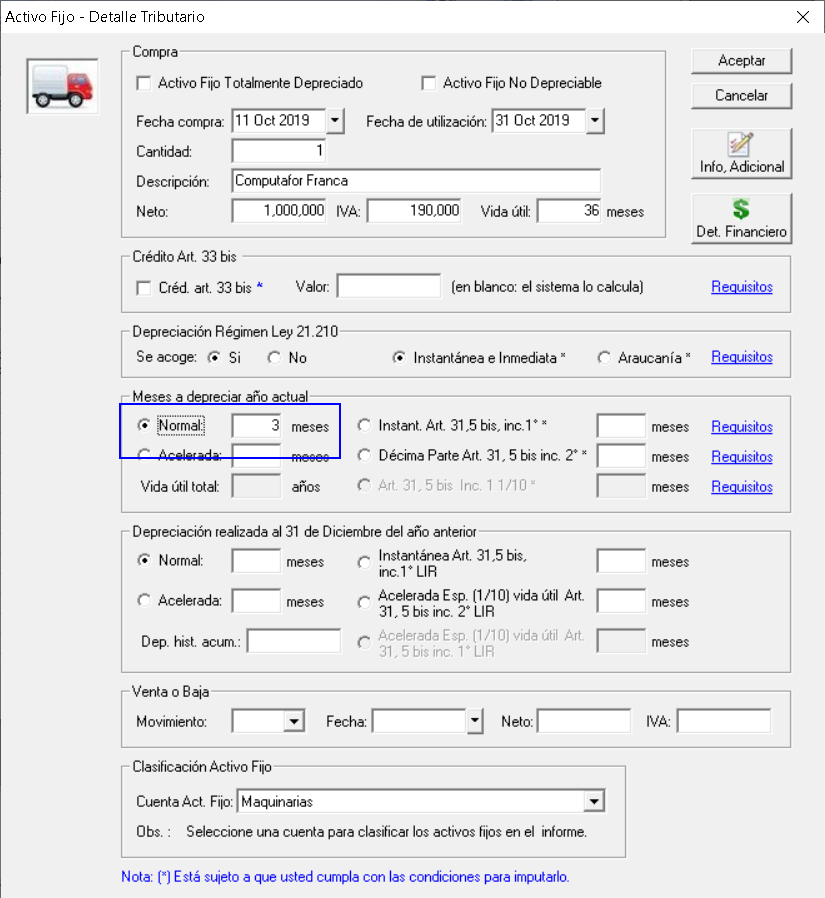 Activo Fijo - Detalle Tributario
Compra
Activo Fijo Totalmente Depreciado Activo Fijo No Depreciable
Aceptar
Cancelar
Fecha compra: 11 Oct 2019 Fecha de utilización: 31 Oct 2019
Cantidad: 1
Info, Adicional
Descripción: Computafor Franca
Neto: 1,000,000 IVA: 190,000 Vida útil: 36 meses
$
Det. Financiero
Crédito Art. 33 bis
Créd. art. 33 bis * Valor: (en blanco: el sistema lo calcula) Requisitos
Depreciación Régimen Ley 21.210
Se acoge: Si No Instantánea e Inmediata * Araucanía * Requisitos
Meses a depreciar año actual
Normal: 3 meses Instant. Art. 31,5 bis, inc.1° * meses Requisitos
Acelerada: meses Décima Parte Art. 31, 5 bis inc. 2° * meses Requisitos
Vida útil total: años Art. 31, 5 bis Inc. 1 1/10 * meses Requisitos
Depreciación realizada al 31 de Diciembre del año anterior
Normal: meses Instantánea Art. 31,5 bis,
inc.1° LIR meses
Acelerada: meses Acelerada Esp. (1/10) vida útil Art.
31, 5 bis inc. 2° LIR meses
Dep. hist. acum.: Acelerada Esp. (1/10) vida útil Art.
31, 5 bis inc. 1° LIR meses
Venta o Baja
Movimiento: Fecha: Neto: IVA:
Clasificación Activo Fijo
Cuenta Act. Fijo: Maquinarias
Obs. : Seleccione una cuenta para clasificar los activos fijos en el informe.
Nota: (*) Está sujeto a que usted cumpla con las condiciones para imputarlo.